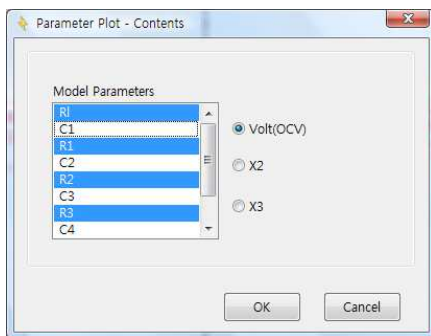 Parameter Plot - Contents
Model Parameters
Rl
C1
R1
C2
R2
C3
R3
C4
Volt(OCV)
X2
X3
OK
Cancel